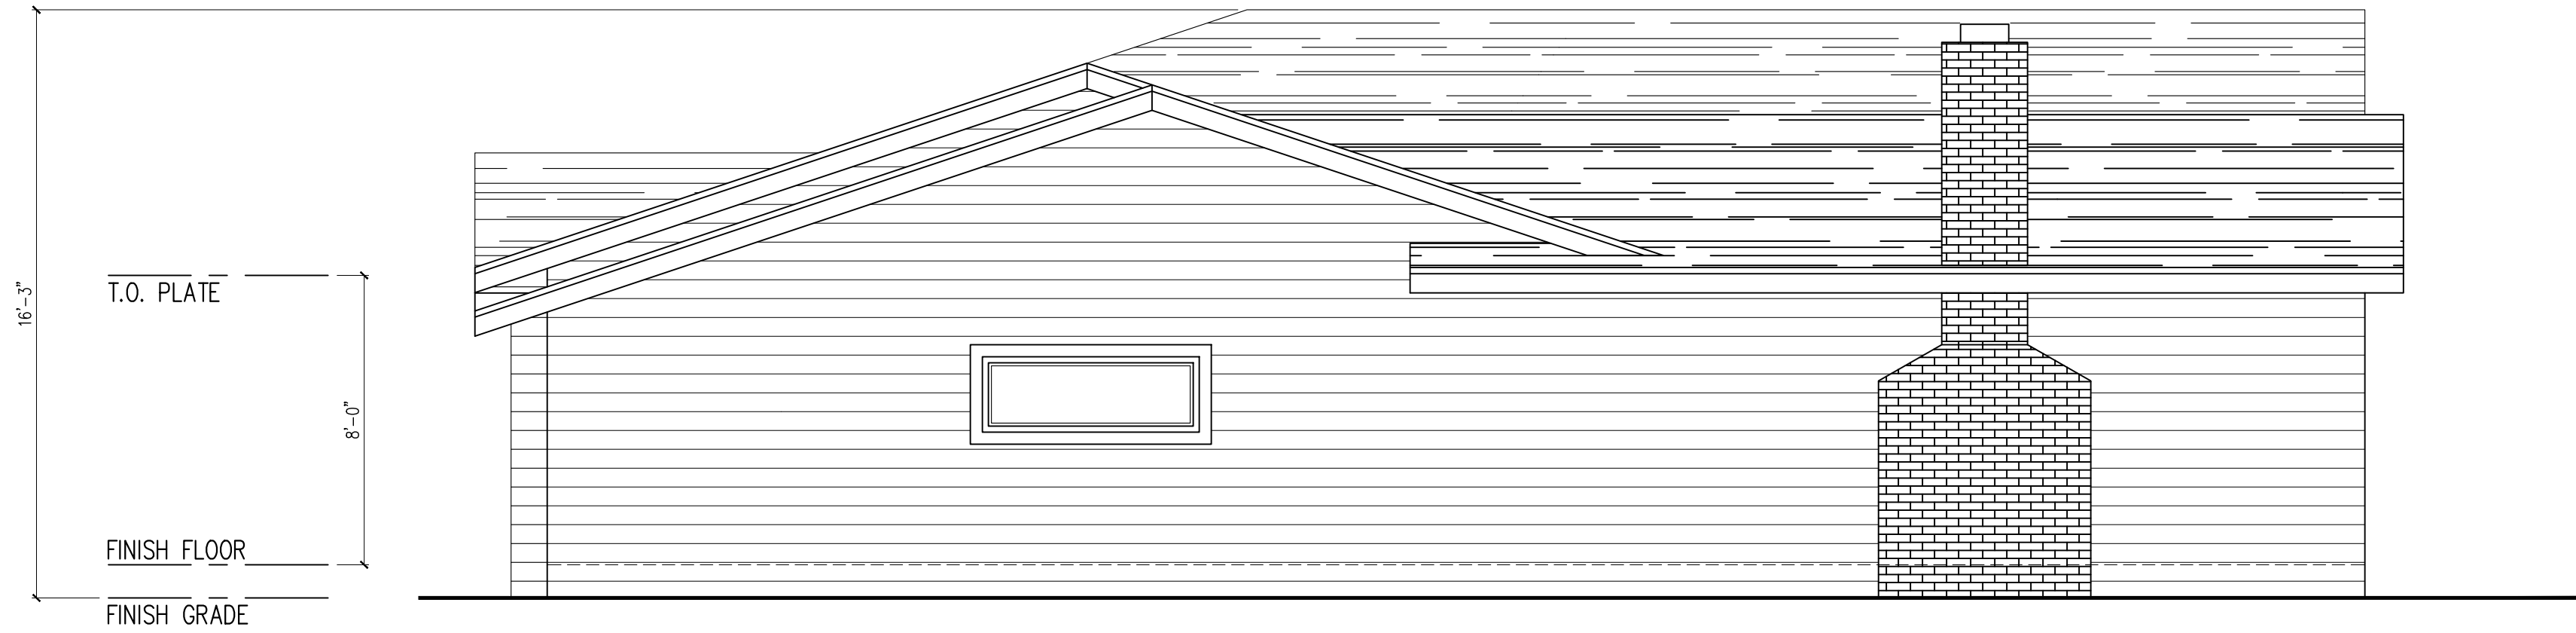 16'-3"
T.O. PLATE
8'-0"
FINISH FLOOR
FINISH GRADE